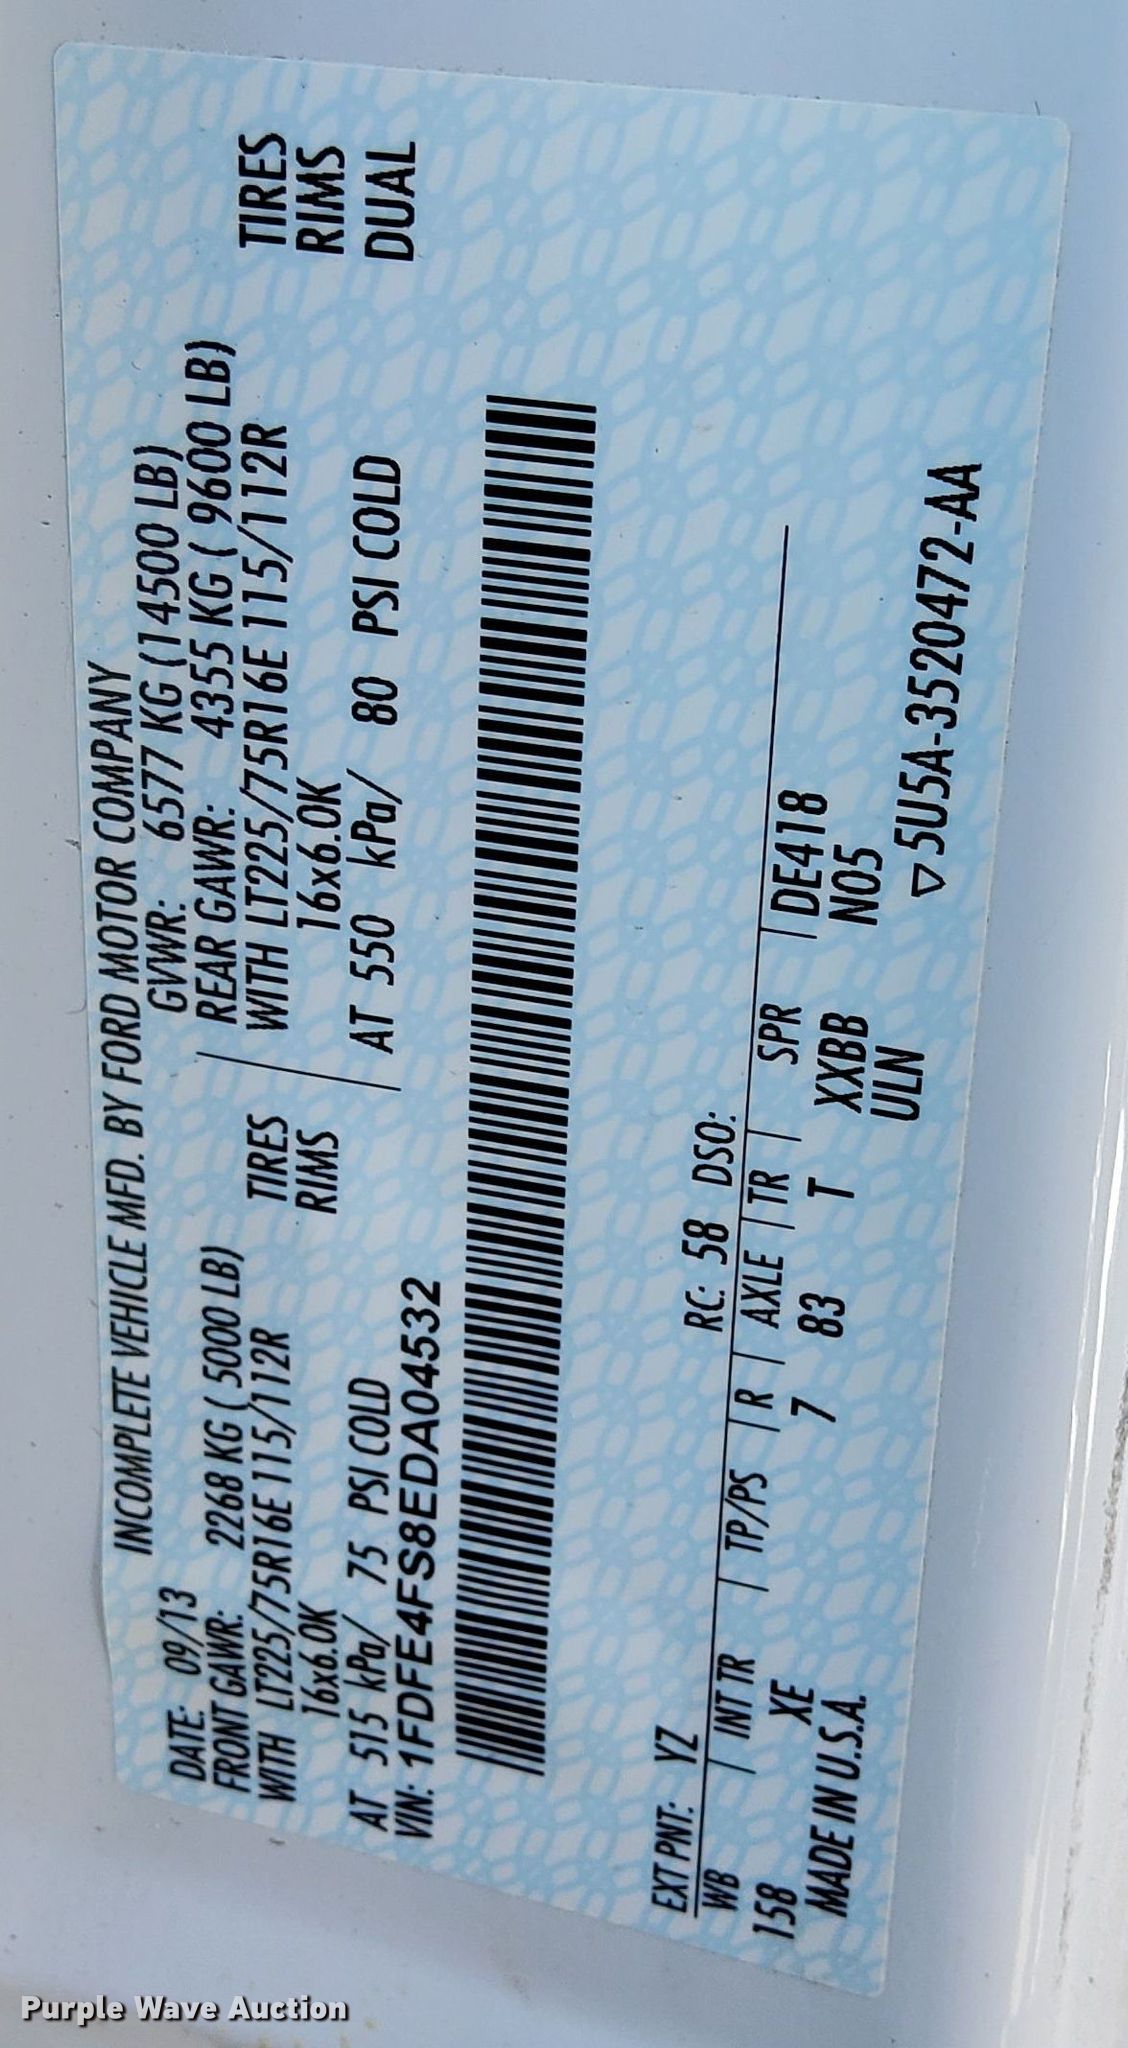 INCOMPLETE VEHICLE MFD. BY FORD MOTOR COMPANY
DATE: 09/13 GVWR: 6577 KG (14500 LB)
FRONT GAWR: 2268 KG ( 5000 LB) REAR GAWR: 4355 KG ( 9600 LB)
WITH LT225/75R16E 115/112R TIRES WITH LT225/75R16E 115/112R TIRES
16x6.0K RIMS 16x6.0K RIMS
AT 515 kPa/ 75 PSI COLD AT 550 kPa/ 80 PSI COLD DUAL
VIN: 1FDFE4FS8EDA04532
EXT PNT: YZ RC: 58 DSO:
WB | INT TR | TP/PS | R | AXLE | TR | SPR |
158 XE 7 83 T XXBB DE418
MADE IN U.S.A. ULN N05
▽5U5A-3520472-AA
Purple Wave Auction